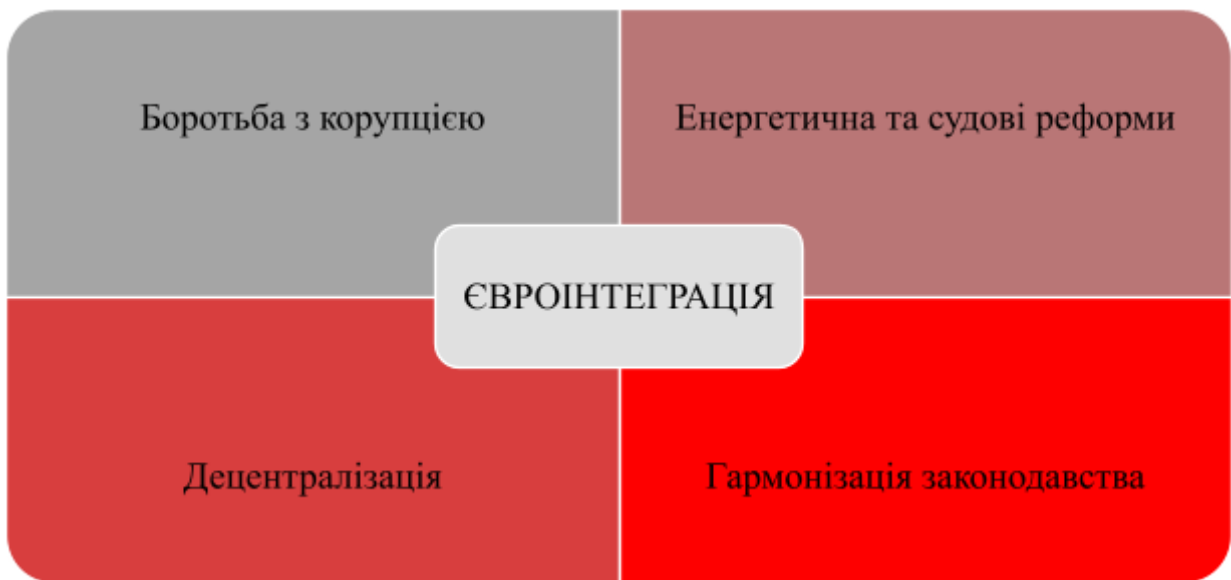 Боротьба з корупцією
Енергетична та судові реформи
ЄВРОІНТЕГРАЦІЯ
Децентралізація
Гармонізація законодавства